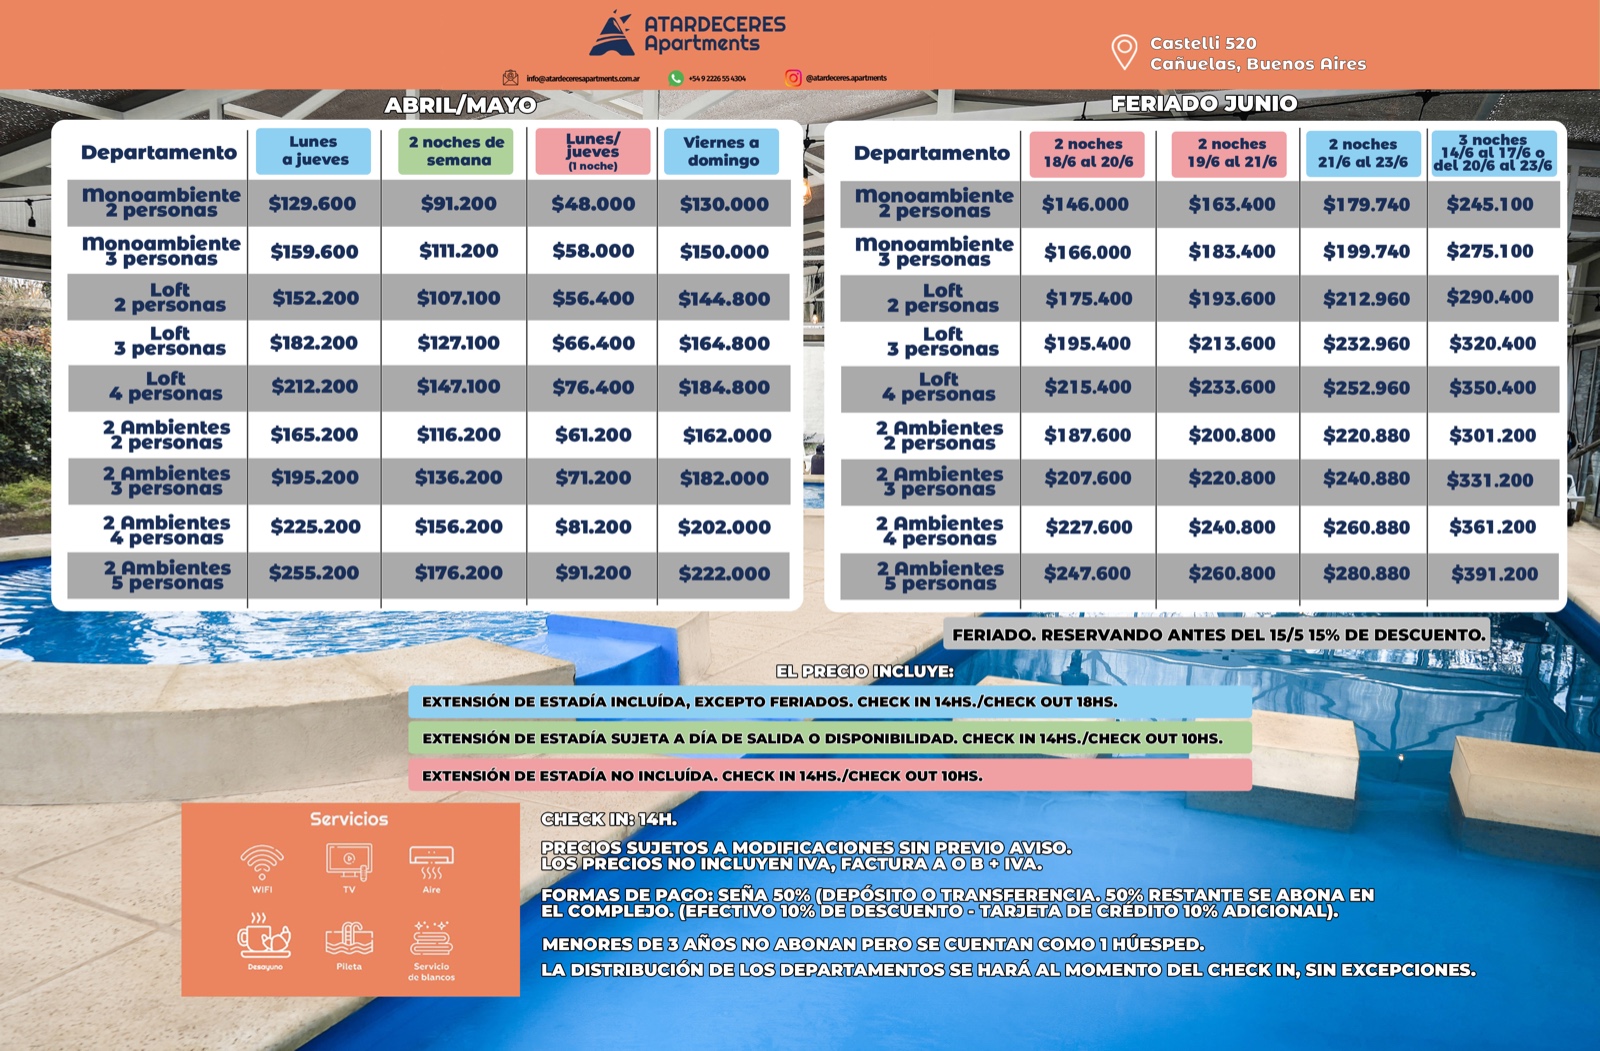 ATARDECERES
Apartments
Castelli 520
Cañuelas, Buenos Aires
info@atardeceresapartments.com.ar
+54 9 2226 55 4304
@atardeceres.apartments
ABRIL/MAYO
Departamento
Lunes
a jueves
2 noches de
semana
Lunes/
jueves
(1 noche)
Viernes a
domingo
Monoambiente
2 personas
$129.600
$91.200
$48.000
$130.000
Monoambiente
3 personas
$159.600
$111.200
$58.000
$150.000
Loft
2 personas
$152.200
$107.100
$56.400
$144.800
Loft
3 personas
$182.200
$127.100
$66.400
$164.800
Loft
4 personas
$212.200
$147.100
$76.400
$184.800
2 Ambientes
2 personas
$165.200
$116.200
$61.200
$162.000
2 Ambientes
3 personas
$195.200
$136.200
$71.200
$182.000
2 Ambientes
4 personas
$225.200
$156.200
$81.200
$202.000
2 Ambientes
5 personas
$255.200
$176.200
$91.200
$222.000
FERIADO JUNIO
Departamento
2 noches
18/6 al 20/6
2 noches
19/6 al 21/6
2 noches
21/6 al 23/6
3 noches
14/6 al 17/6 o
del 20/6 al 23/6
Monoambiente
2 personas
$146.000
$163.400
$179.740
$245.100
Monoambiente
3 personas
$166.000
$183.400
$199.740
$275.100
Loft
2 personas
$175.400
$193.600
$212.960
$290.400
Loft
3 personas
$195.400
$213.600
$232.960
$320.400
Loft
4 personas
$215.400
$233.600
$252.960
$350.400
2 Ambientes
2 personas
$187.600
$200.800
$220.880
$301.200
2 Ambientes
3 personas
$207.600
$220.800
$240.880
$331.200
2 Ambientes
4 personas
$227.600
$240.800
$260.880
$361.200
2 Ambientes
5 personas
$247.600
$260.800
$280.880
$391.200
FERIADO. RESERVANDO ANTES DEL 15/5 15% DE DESCUENTO.
EL PRECIO INCLUYE:
EXTENSIÓN DE ESTADÍA INCLUÍDA, EXCEPTO FERIADOS. CHECK IN 14HS./CHECK OUT 18HS.
EXTENSIÓN DE ESTADÍA SUJETA A DÍA DE SALIDA O DISPONIBILIDAD. CHECK IN 14HS./CHECK OUT 10HS.
EXTENSIÓN DE ESTADÍA NO INCLUÍDA. CHECK IN 14HS./CHECK OUT 10HS.
Servicios
WIFI
TV
Aire
Desayuno
Pileta
Servicio
de blancos
CHECK IN: 14H.
PRECIOS SUJETOS A MODIFICACIONES SIN PREVIO AVISO.
LOS PRECIOS NO INCLUYEN IVA, FACTURA A O B + IVA.
FORMAS DE PAGO: SEÑA 50% (DEPÓSITO O TRANSFERENCIA. 50% RESTANTE SE ABONA EN
EL COMPLEJO. (EFECTIVO 10% DE DESCUENTO - TARJETA DE CRÉDITO 10% ADICIONAL).
MENORES DE 3 AÑOS NO ABONAN PERO SE CUENTAN COMO 1 HÚESPED.
LA DISTRIBUCIÓN DE LOS DEPARTAMENTOS SE HARÁ AL MOMENTO DEL CHECK IN, SIN EXCEPCIONES.